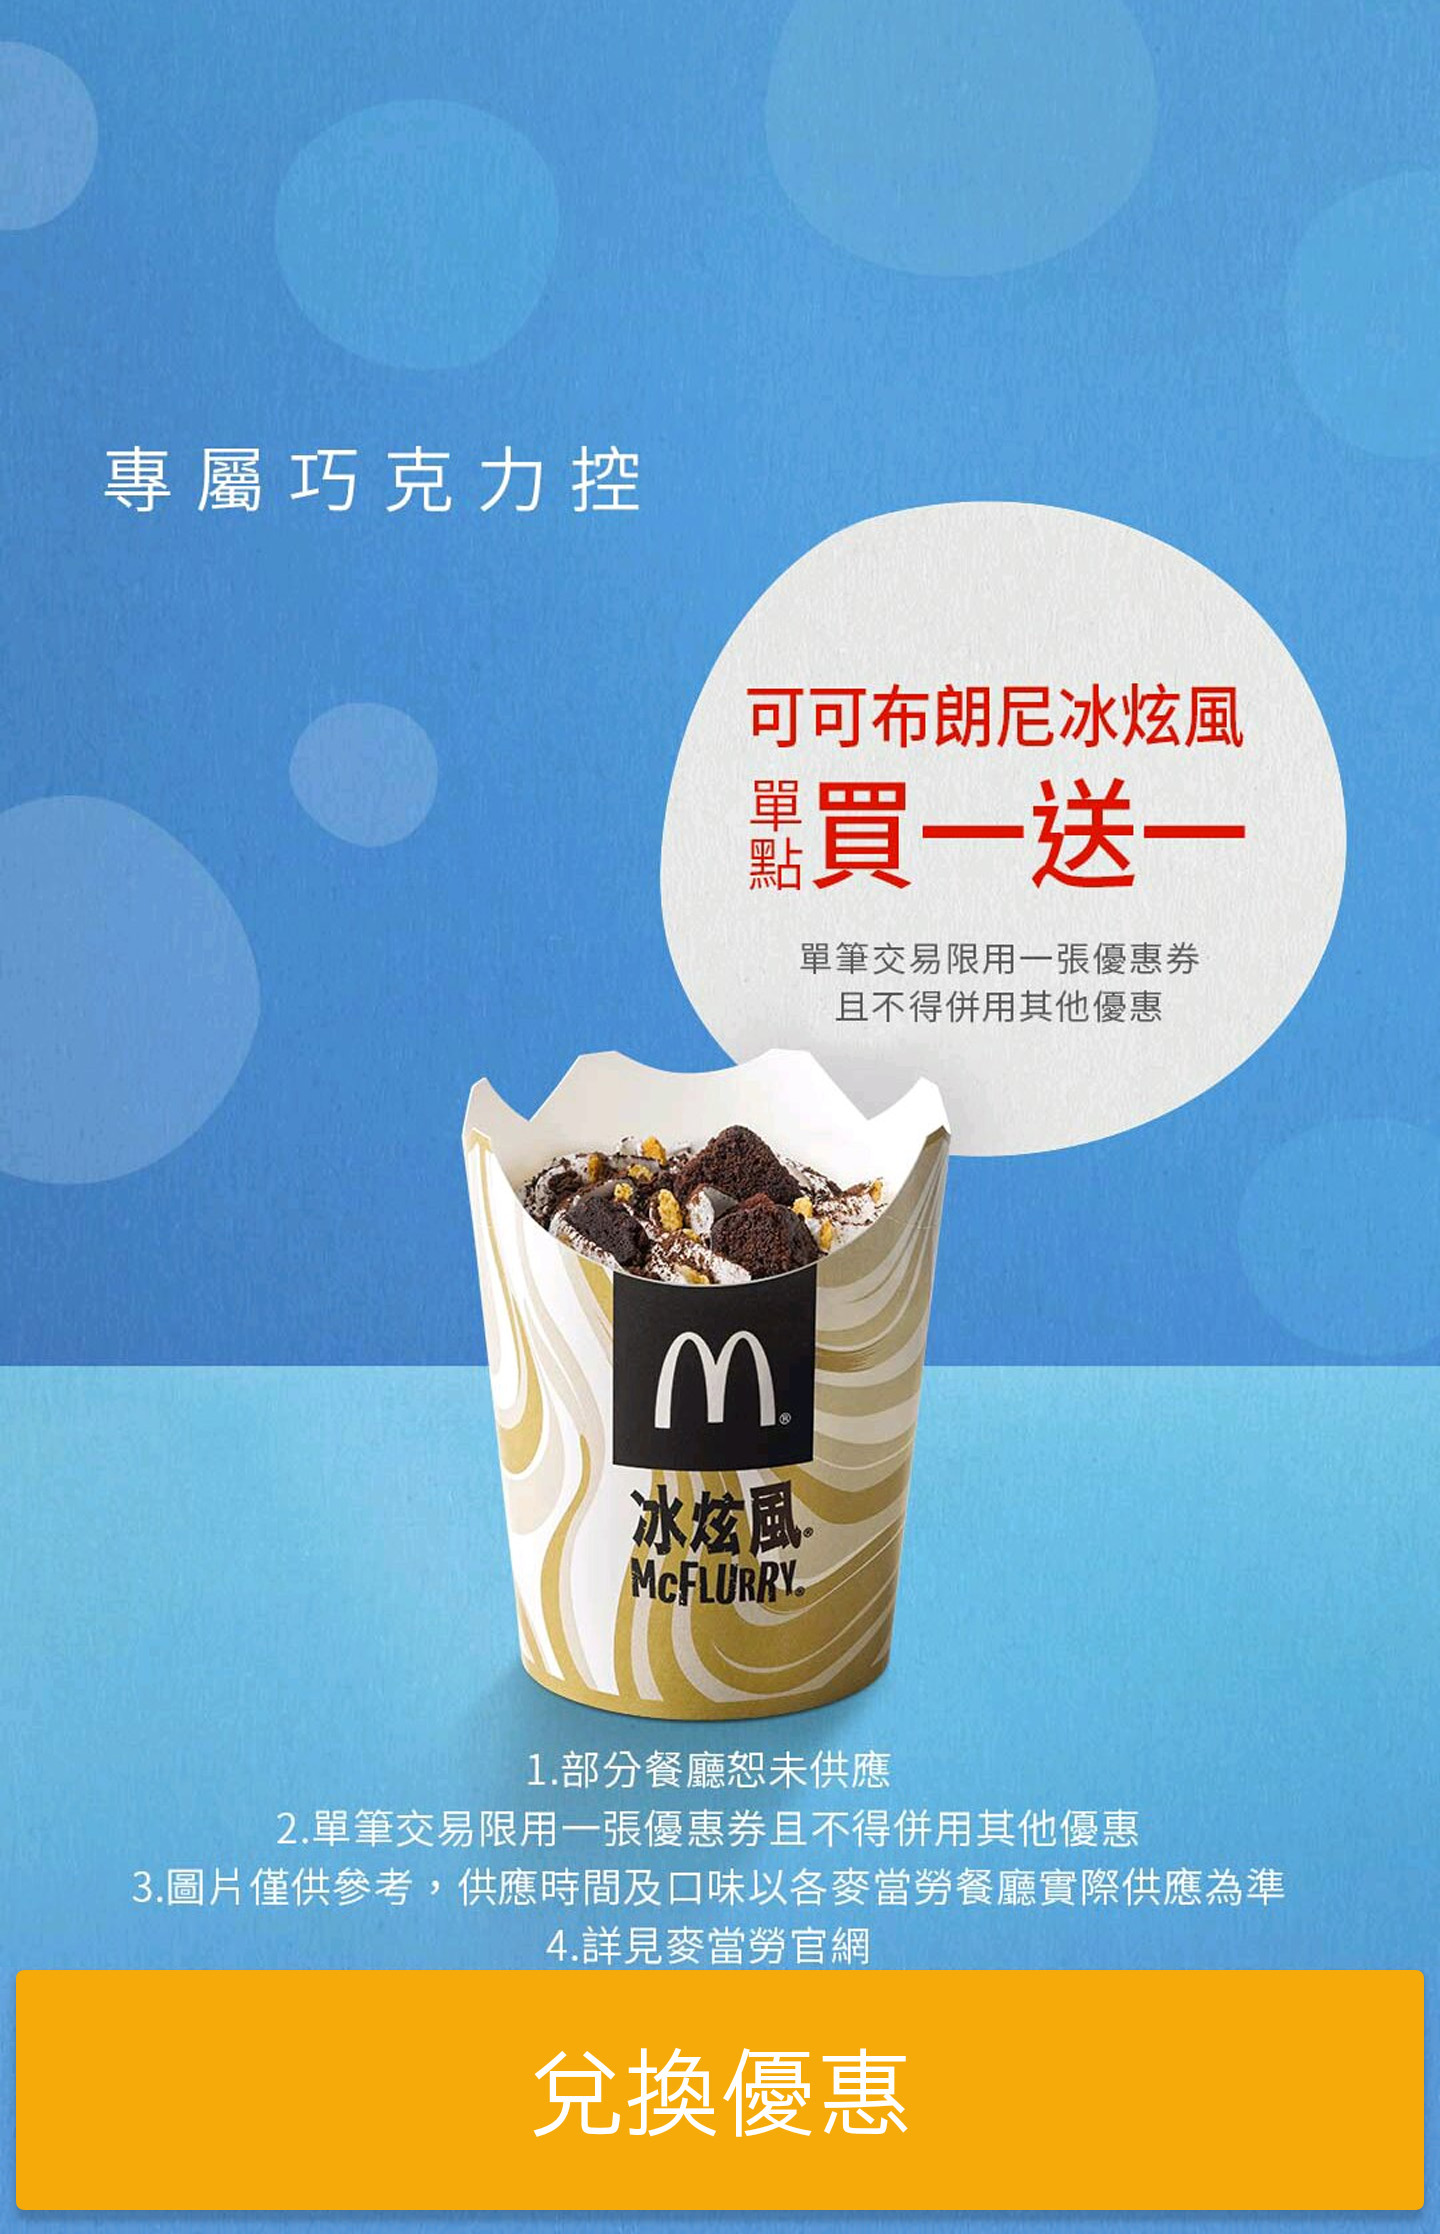 專屬巧克力控
可可布朗尼冰炫風
單點買一送一
單筆交易限用一張優惠券
且不得併用其他優惠
冰炫風®
McFLURRY®
1.部分餐廳恕未供應
2.單筆交易限用一張優惠券且不得併用其他優惠
3.圖片僅供參考，供應時間及口味以各麥當勞餐廳實際供應為準
4.詳見麥當勞官網
兌換優惠